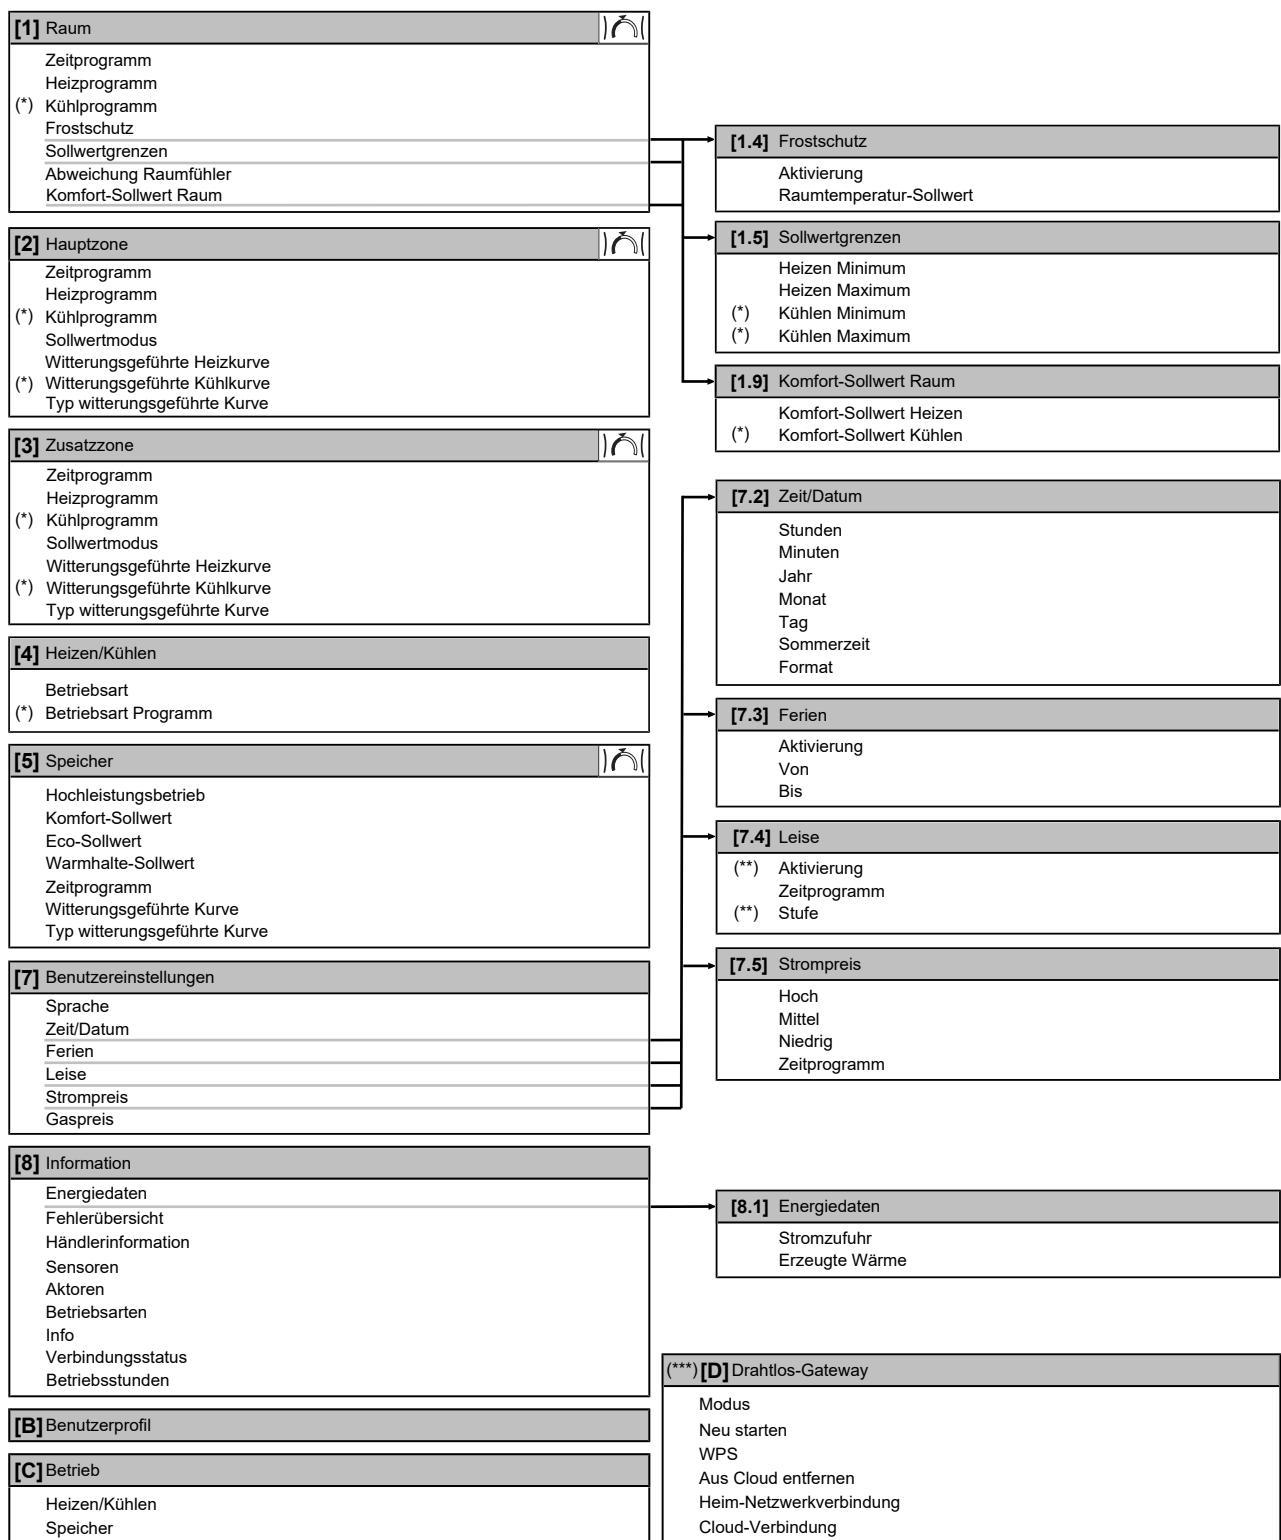 [1] Raum
Zeitprogramm
Heizprogramm
(*) Kühlprogramm
Frostschutz
Sollwertgrenzen
Abweichung Raumfühler
Komfort-Sollwert Raum
[2] Hauptzone
Zeitprogramm
Heizprogramm
(*) Kühlprogramm
Sollwertmodus
Witterungsgeführte Heizkurve
(*) Witterungsgeführte Kühlkurve
Typ witterungsgeführte Kurve
[3] Zusatzzone
Zeitprogramm
Heizprogramm
(*) Kühlprogramm
Sollwertmodus
Witterungsgeführte Heizkurve
(*) Witterungsgeführte Kühlkurve
Typ witterungsgeführte Kurve
[4] Heizen/Kühlen
Betriebsart
(*) Betriebsart Programm
[5] Speicher
Hochleistungsbetrieb
Komfort-Sollwert
Eco-Sollwert
Warmhalte-Sollwert
Zeitprogramm
Witterungsgeführte Kurve
Typ witterungsgeführte Kurve
[7] Benutzereinstellungen
Sprache
Zeit/Datum
Ferien
Leise
Strompreis
Gaspreis
[8] Information
Energiedaten
Fehlerübersicht
Händlerinformation
Sensoren
Aktoren
Betriebsarten
Info
Verbindungsstatus
Betriebsstunden
[B] Benutzerprofil
[C] Betrieb
Heizen/Kühlen
Speicher
[1.4] Frostschutz
Aktivierung
Raumtemperatur-Sollwert
[1.5] Sollwertgrenzen
Heizen Minimum
Heizen Maximum
(*) Kühlen Minimum
(*) Kühlen Maximum
[1.9] Komfort-Sollwert Raum
Komfort-Sollwert Heizen
(*) Komfort-Sollwert Kühlen
[7.2] Zeit/Datum
Stunden
Minuten
Jahr
Monat
Tag
Sommerzeit
Format
[7.3] Ferien
Aktivierung
Von
Bis
[7.4] Leise
(**) Aktivierung
Zeitprogramm
(**) Stufe
[7.5] Strompreis
Hoch
Mittel
Niedrig
Zeitprogramm
[8.1] Energiedaten
Stromzufuhr
Erzeugte Wärme
(***) [D] Drahtlos-Gateway
Modus
Neu starten
WPS
Aus Cloud entfernen
Heim-Netzwerkverbindung
Cloud-Verbindung